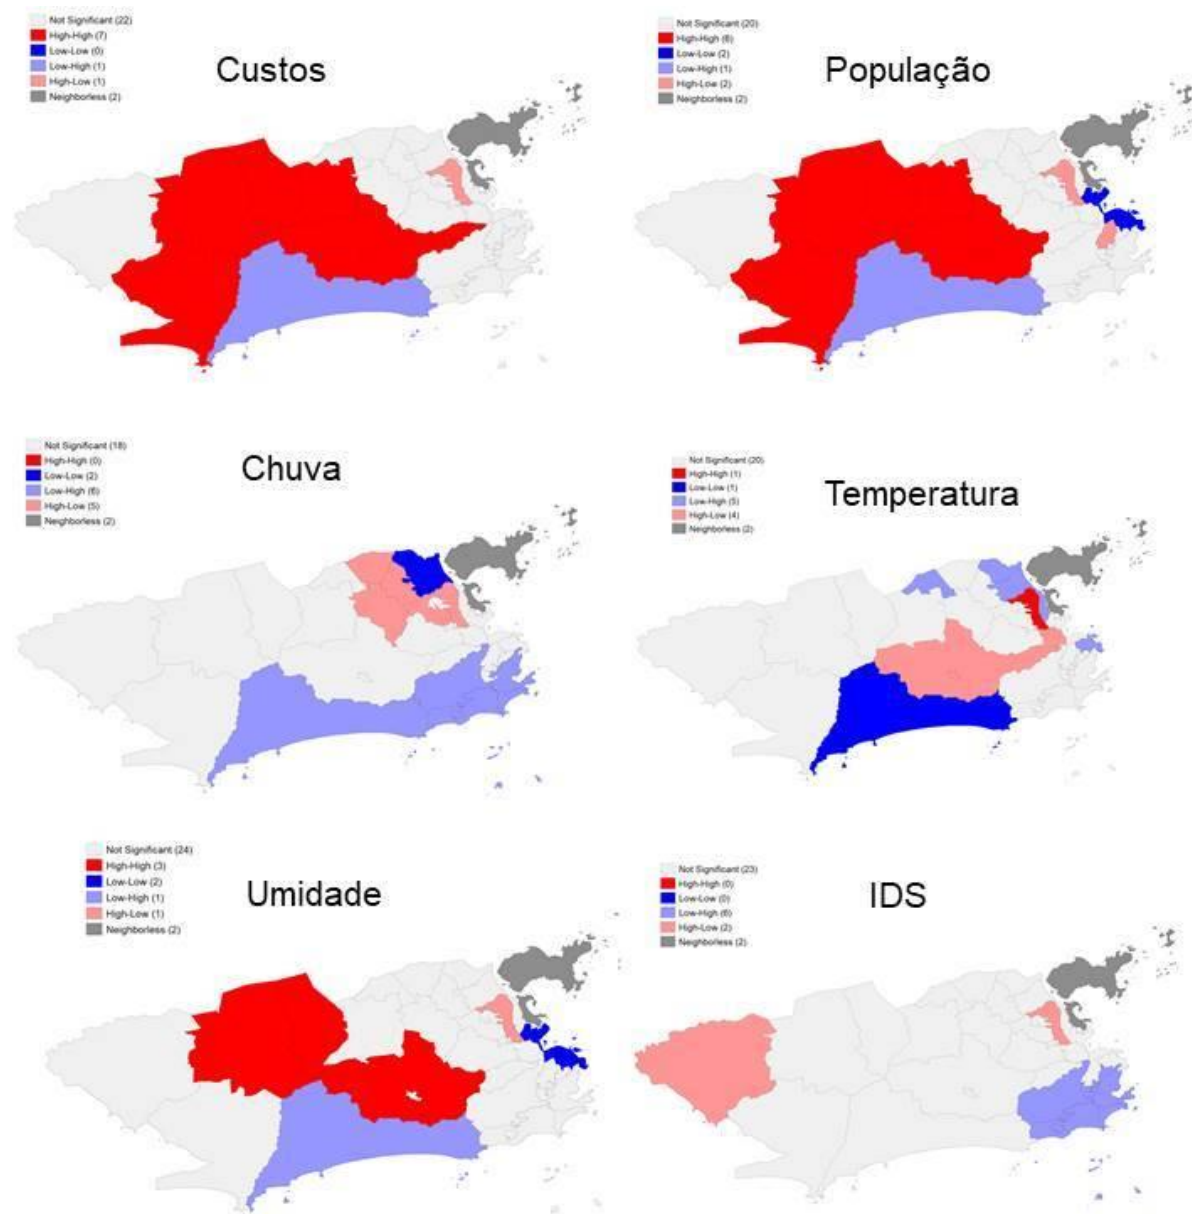 Not Significant (22)
High-High (7)
Low-Low (0)
Low-High (1)
High-Low (1)
Neighborless (2)
Custos
Not Significant (20)
High-High (6)
Low-Low (2)
Low-High (1)
High-Low (2)
Neighborless (2)
População
Not Significant (18)
High-High (0)
Low-Low (2)
Low-High (6)
High-Low (5)
Neighborless (2)
Chuva
Not Significant (20)
High-High (1)
Low-Low (1)
Low-High (5)
High-Low (4)
Neighborless (2)
Temperatura
Not Significant (24)
High-High (3)
Low-Low (2)
Low-High (1)
High-Low (1)
Neighborless (2)
Umidade
Not Significant (23)
High-High (0)
Low-Low (0)
Low-High (6)
High-Low (2)
Neighborless (2)
IDS